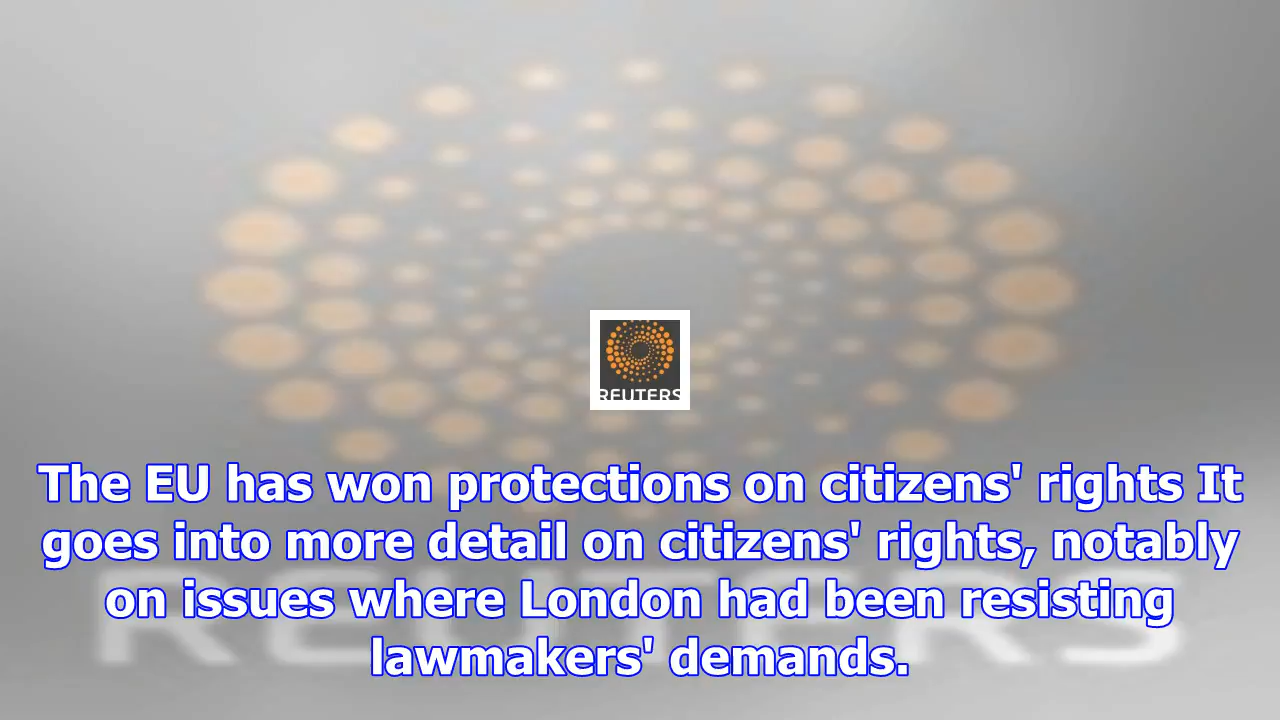 REUTERS
The EU has won protections on citizens' rights It
goes into more detail on citizens' rights, notably
on issues where London had been resisting
lawmakers' demands.
REUTERS